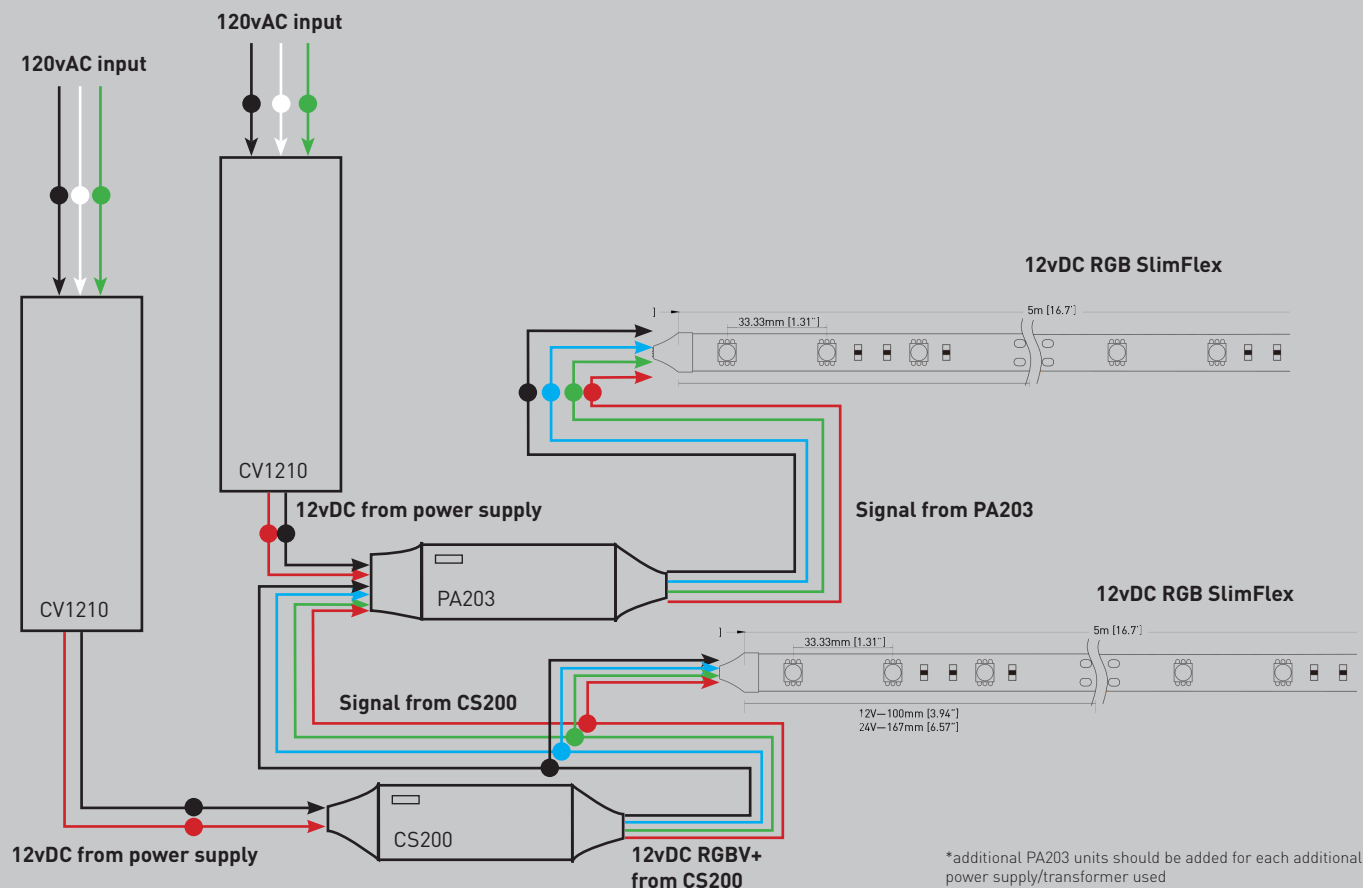 120vAC input
120vAC input
12vDC RGB SlimFlex
5m [16.7']
33.33mm [1.31"]
CV1210
12vDC from power supply
Signal from PA203
PA203
CV1210
12vDC RGB SlimFlex
5m [16.7']
33.33mm [1.31"]
Signal from CS200
12V—100mm [3.94"]
24V—167mm [6.57"]
CS200
12vDC from power supply
12vDC RGBV+
from CS200
*additional PA203 units should be added for each additional
power supply/transformer used